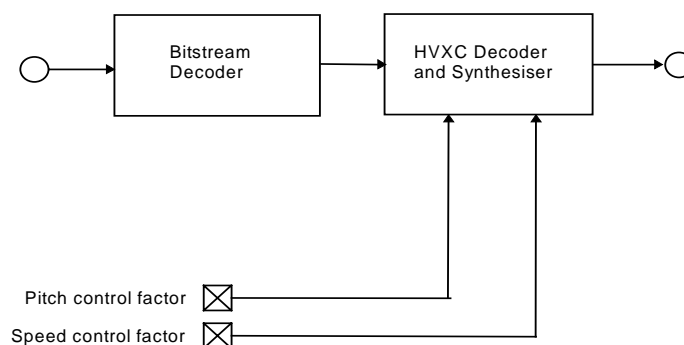 Bitstream
Decoder
HVXC Decoder
and Synthesiser
Pitch control factor
Speed control factor